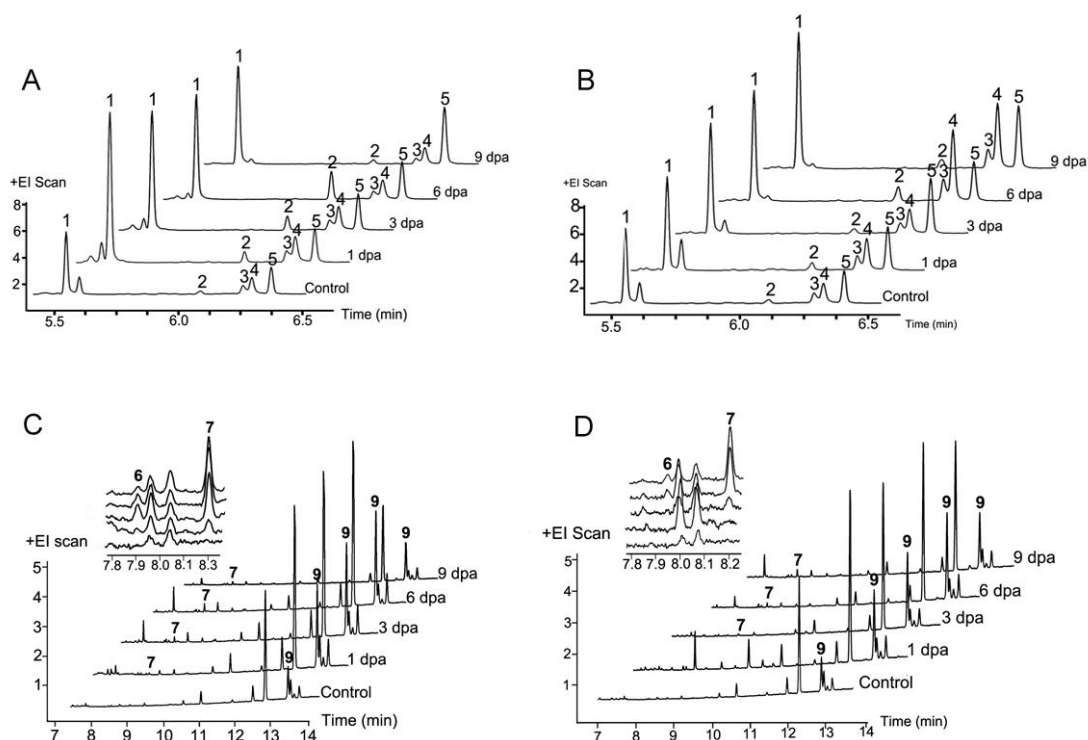 A
1 1 1 1 5
2 3 4 9 dpa
+EI Scan 2 3 4 5 6 dpa
8
6 1 2 3 4 5 3 dpa
4 2 3 4 5 1 dpa
2 2 3 4 5 Control
5.5 6.0 6.5 Time (min)
B
1 1 1 1 4 5
2 3 9 dpa
+EI Scan 2 3 4 5 6 dpa
8
6 1 2 3 4 5 3 dpa
4 2 3 4 5 1 dpa
2 2 3 4 5 Control
5.5 6.0 6.5 Time (min)
C
7
6
7.8 7.9 8.0 8.1 8.2 8.3
+EI scan
5 7 9 9 9 dpa
4 7 9 6 dpa
3 7 3 dpa
2 7 9 1 dpa
1 Control
Time (min)
7 8 9 10 11 12 13 14
D
7
6
7.8 7.9 8.0 8.1 8.2
+EI Scan
5 7 9 9 9 dpa
4 7 9 6 dpa
3 7 9 3 dpa
2 1 dpa
1 9 Control
Time (min)
7 8 9 10 11 12 13 14